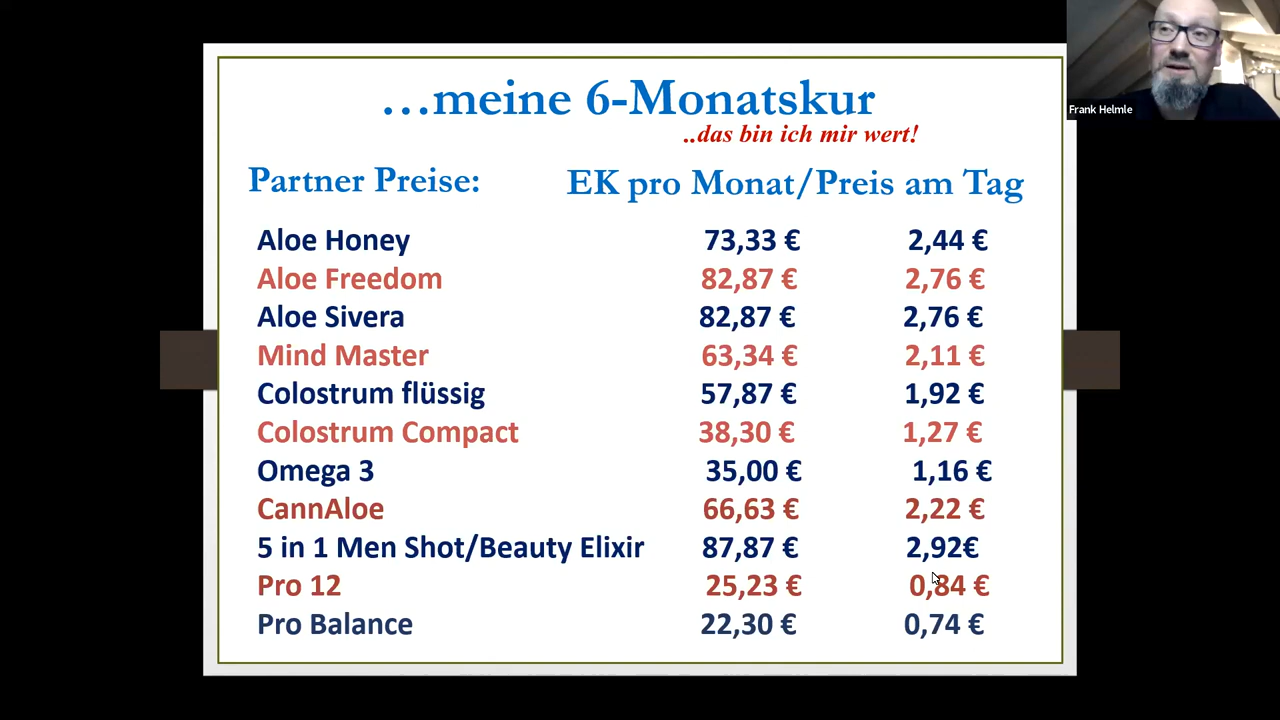 …meine 6-Monatskur
..das bin ich mir wert!
Frank Helmle
Partner Preise: EK pro Monat/Preis am Tag
Aloe Honey 73,33 € 2,44 €
Aloe Freedom 82,87 € 2,76 €
Aloe Sivera 82,87 € 2,76 €
Mind Master 63,34 € 2,11 €
Colostrum flüssig 57,87 € 1,92 €
Colostrum Compact 38,30 € 1,27 €
Omega 3 35,00 € 1,16 €
CannAloe 66,63 € 2,22 €
5 in 1 Men Shot/Beauty Elixir 87,87 € 2,92€
Pro 12 25,23 € 0,84 €
Pro Balance 22,30 € 0,74 €